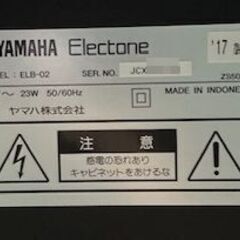 YAMAHA Electone
'17
EL: ELB-02 SER NO. JCX
～ 23W 50/60Hz
MADE IN INDONE
ヤマハ株式会社
注 意
感電の恐れあり
キャビネットをあけるな